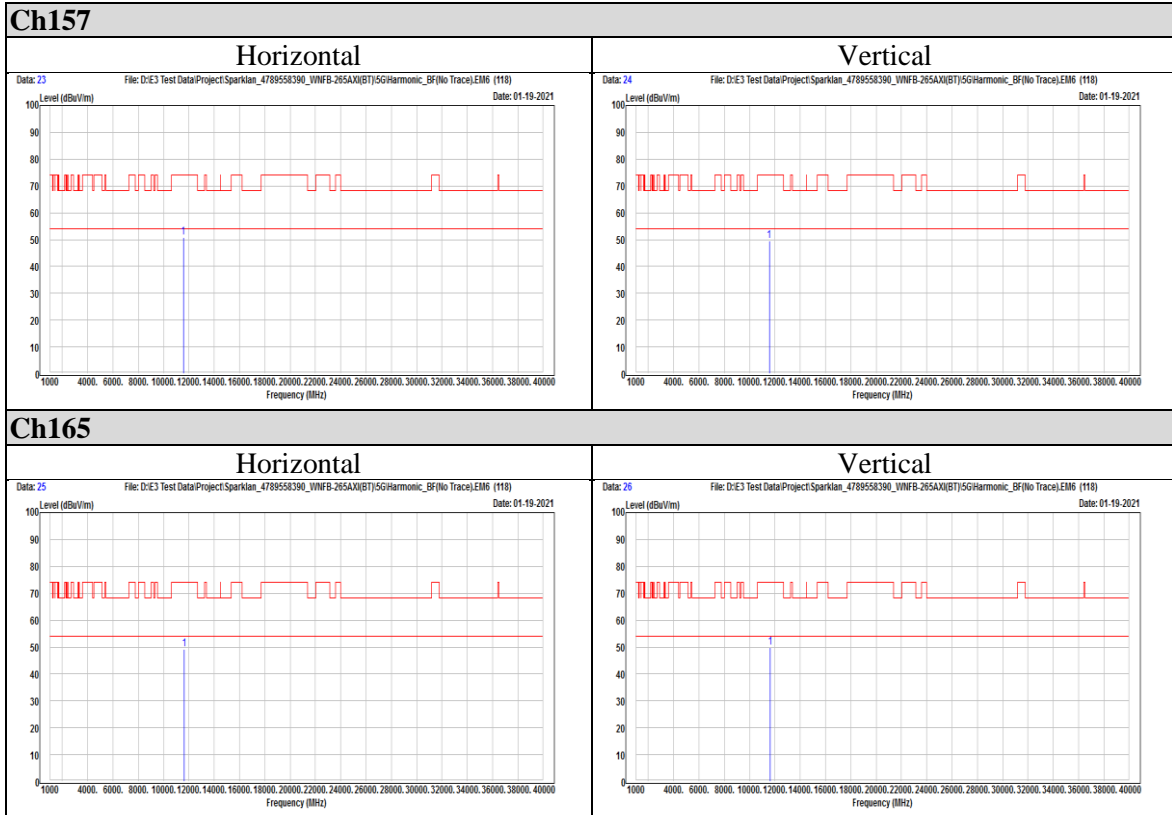 Ch157
Horizontal Vertical
Data: 23 File: D:\E3 Test Data\Project\Sparklan_4789558390_WNFB-265AXI(BT)\5G\Harmonic_BF(No Trace).EM6 (118)
Level (dBuV/m) Date: 01-19-2021
100
90
80
70
60
50
40
30
20
10
0
1
1000 4000. 6000. 8000. 10000. 12000. 14000. 16000. 18000. 20000. 22000. 24000. 26000. 28000. 30000. 32000. 34000. 36000. 38000. 40000
Frequency (MHz)
Data: 24 File: D:\E3 Test Data\Project\Sparklan_4789558390_WNFB-265AXI(BT)\5G\Harmonic_BF(No Trace).EM6 (118)
Level (dBuV/m) Date: 01-19-2021
100
90
80
70
60
50
40
30
20
10
0
1
1000 4000. 6000. 8000. 10000. 12000. 14000. 16000. 18000. 20000. 22000. 24000. 26000. 28000. 30000. 32000. 34000. 36000. 38000. 40000
Frequency (MHz)
Ch165
Horizontal Vertical
Data: 25 File: D:\E3 Test Data\Project\Sparklan_4789558390_WNFB-265AXI(BT)\5G\Harmonic_BF(No Trace).EM6 (118)
Level (dBuV/m) Date: 01-19-2021
100
90
80
70
60
50
40
30
20
10
0
1
1000 4000. 6000. 8000. 10000. 12000. 14000. 16000. 18000. 20000. 22000. 24000. 26000. 28000. 30000. 32000. 34000. 36000. 38000. 40000
Frequency (MHz)
Data: 26 File: D:\E3 Test Data\Project\Sparklan_4789558390_WNFB-265AXI(BT)\5G\Harmonic_BF(No Trace).EM6 (118)
Level (dBuV/m) Date: 01-19-2021
100
90
80
70
60
50
40
30
20
10
0
1
1000 4000. 6000. 8000. 10000. 12000. 14000. 16000. 18000. 20000. 22000. 24000. 26000. 28000. 30000. 32000. 34000. 36000. 38000. 40000
Frequency (MHz)